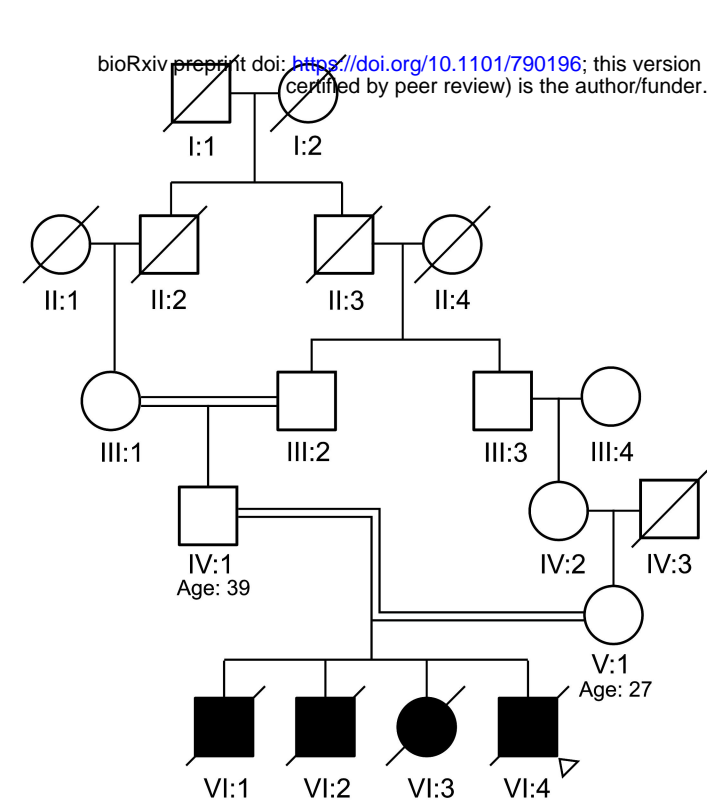 bioRxiv preprint doi: https://doi.org/10.1101/790196; this version
certified by peer review) is the author/funder.
I:1 I:2
II:1 II:2 II:3 II:4
III:1 III:2 III:3 III:4
IV:1 IV:2 IV:3
Age: 39
V:1
Age: 27
VI:1 VI:2 VI:3 VI:4